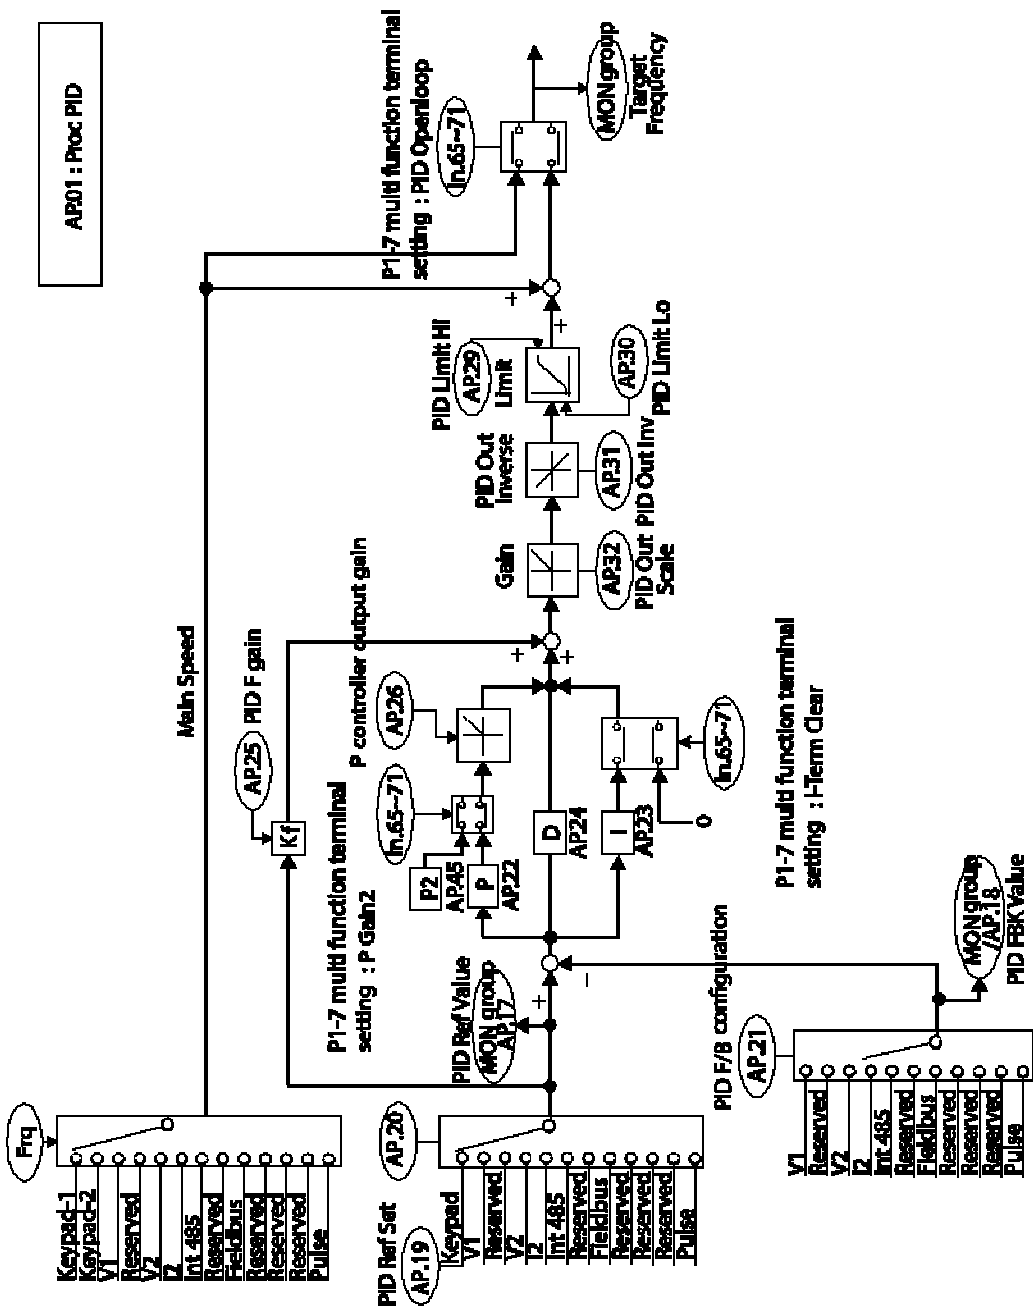 AP.01 : Proc PID
Main Speed
Frq
Keypad-1
Keypad-2
V1
Reserved
V2
I2
Int 485
Reserved
Fieldbus
Reserved
Reserved
Reserved
Pulse
AP.25
PID F gain
Kf
P1-7 multi function terminal
setting : P Gain2
In.65~71
P controller output gain
AP.26
P2
AP.45
P
AP.22
D
AP.24
I
AP.23
0
In.65~71
P1-7 multi function terminal
setting : I-Term Clear
PID Ref Set
AP.19
AP.20
Keypad
V1
Reserved
V2
I2
Int 485
Reserved
Fieldbus
Reserved
Reserved
Reserved
Pulse
PID Ref Value
MON group
AP.17
+
−
PID F/B configuration
AP.21
V1
Reserved
V2
I2
Int 485
Reserved
Fieldbus
Reserved
Reserved
Reserved
Pulse
MON group
/AP.18
PID FBK Value
+
+
Gain
AP.32
PID Out
Scale
PID Out
Inverse
AP.31
PID Out Inv
PID Limit Hi
AP.29
Limit
AP.30
PID Limit Lo
+
+
P1-7 multi function terminal
setting : PID Openloop
In.65~71
MON group
Target
Frequency